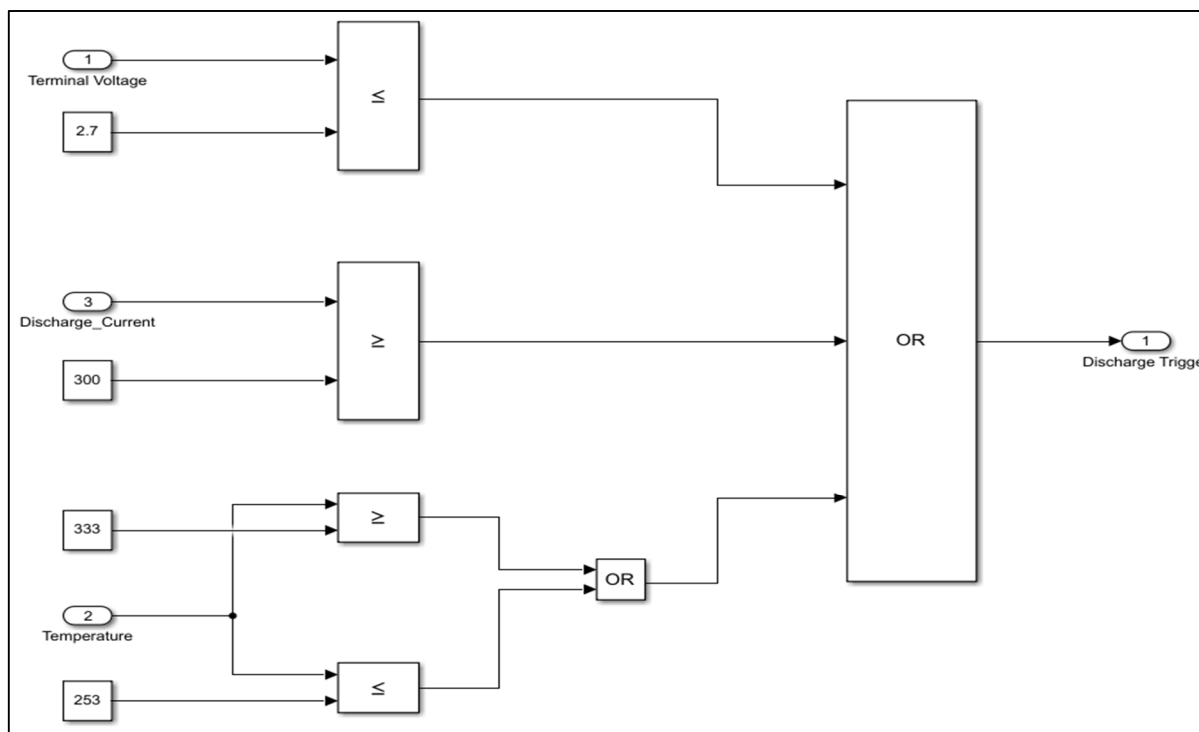 1
Terminal Voltage
≤
2.7
3
Discharge_Current
≥
300
OR
1
Discharge Trigge
333
≥
OR
2
Temperature
253
≤